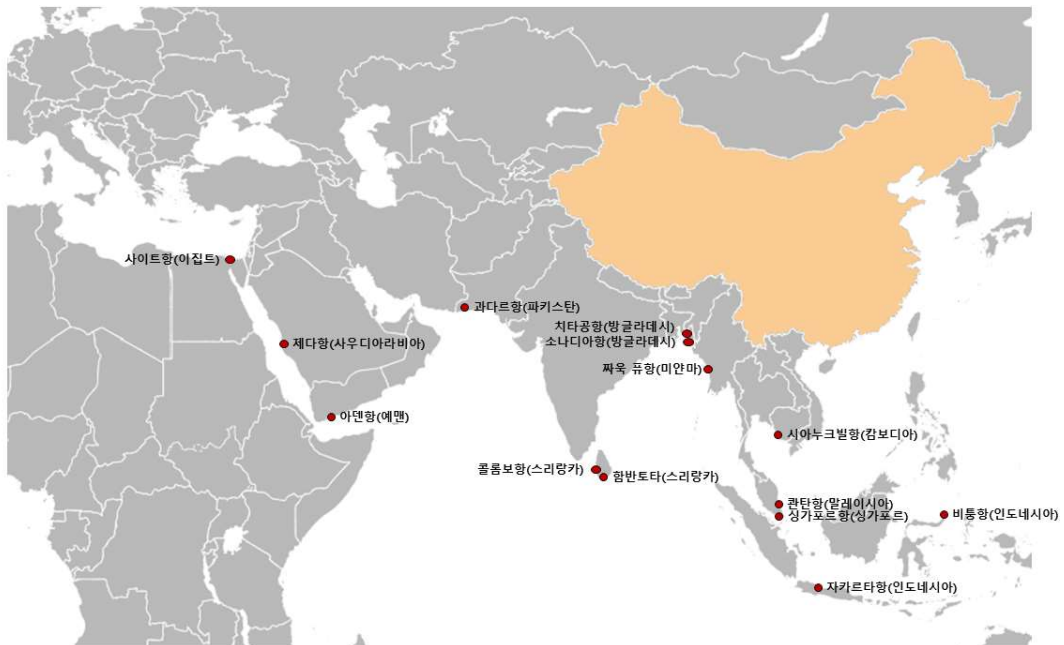 사이트항(이집트)
과다르항(파키스탄)
치타공항(방글라데시)
소나디아항(방글라데시)
제다항(사우디아라비아)
짜욱 퓨항(미얀마)
아덴항(예맨)
시아누크빌항(캄보디아)
콜롬보항(스리랑카)
함반토타(스리랑카)
콴탄항(말레이시아)
싱가포르항(싱가포르)
비퉁항(인도네시아)
자카르타항(인도네시아)